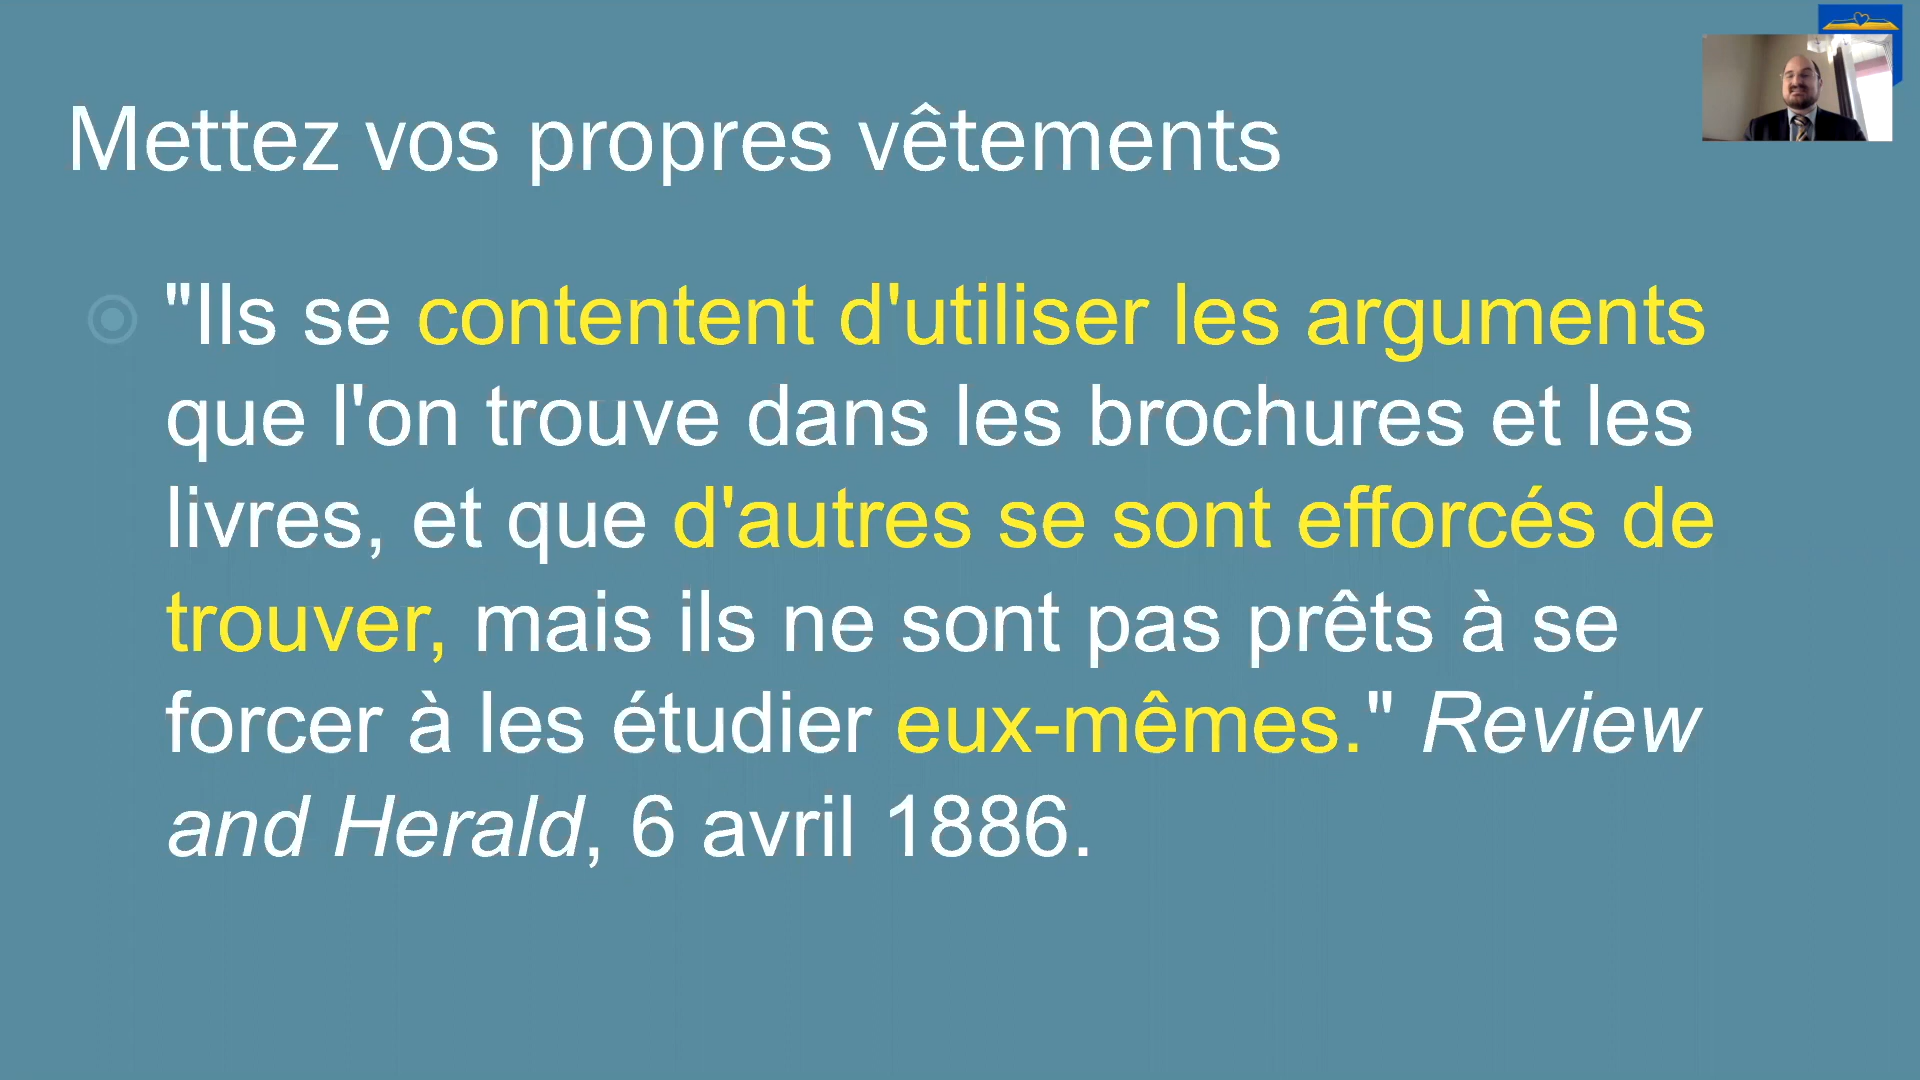 Mettez vos propres vêtements
"Ils se contentent d'utiliser les arguments
que l'on trouve dans les brochures et les
livres, et que d'autres se sont efforcés de
trouver, mais ils ne sont pas prêts à se
forcer à les étudier eux-mêmes." Review
and Herald, 6 avril 1886.